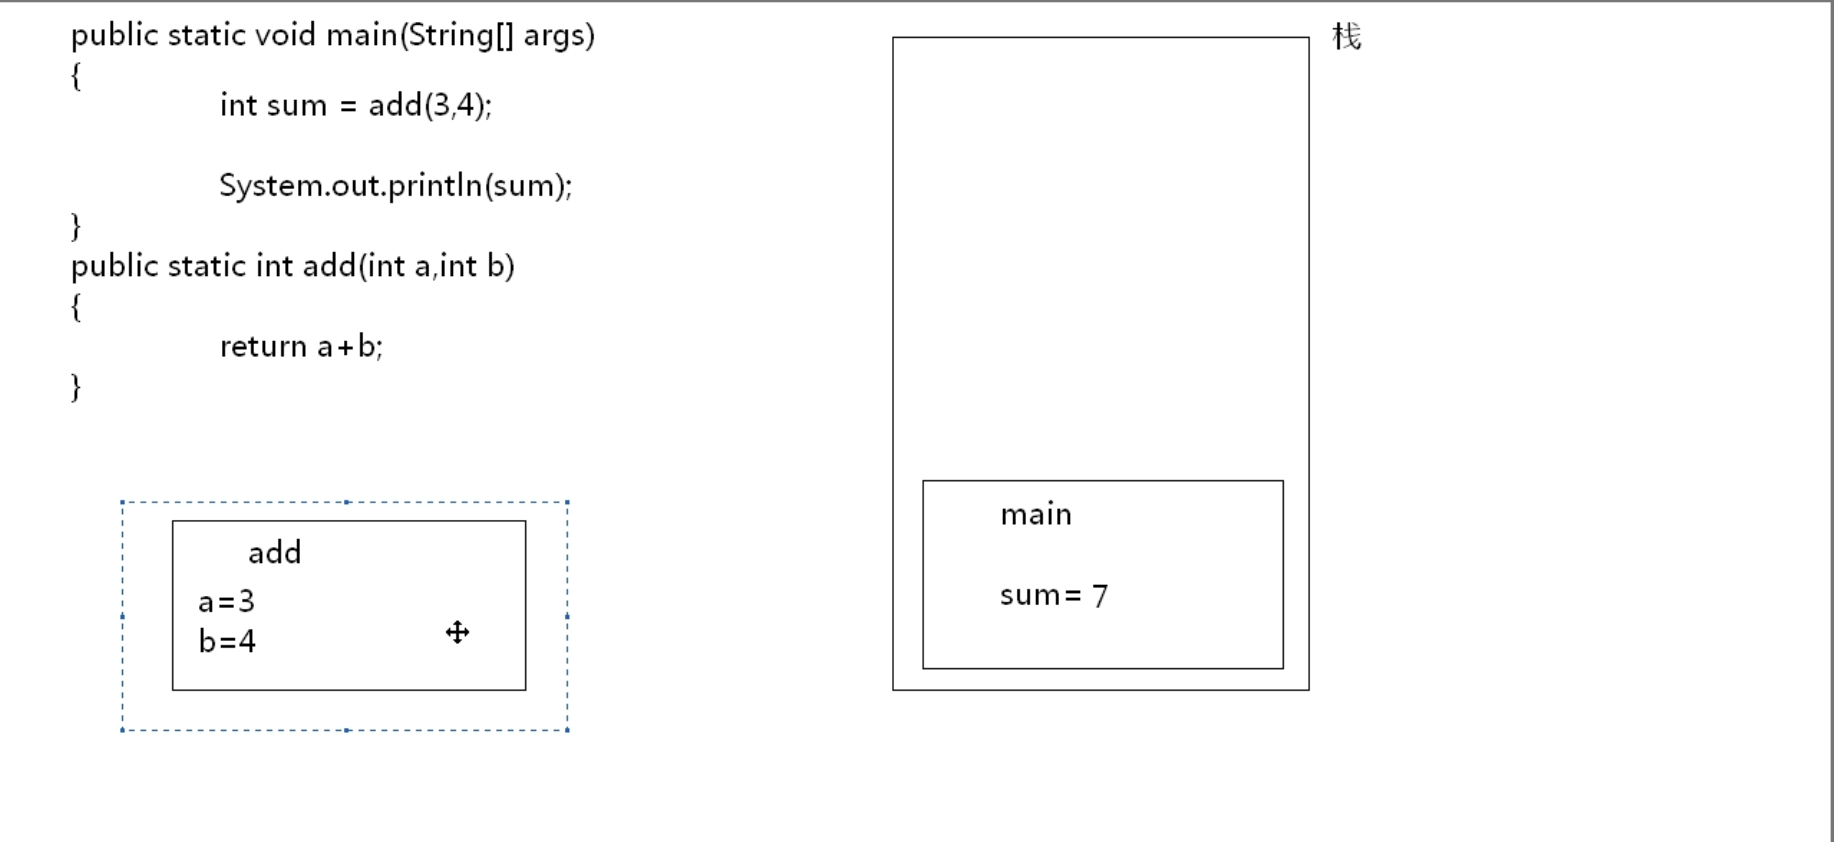 public static void main(String[] args)
{
int sum = add(3,4);
System.out.println(sum);
}
public static int add(int a,int b)
{
return a+b;
}
add
a=3
b=4
栈
main
sum= 7